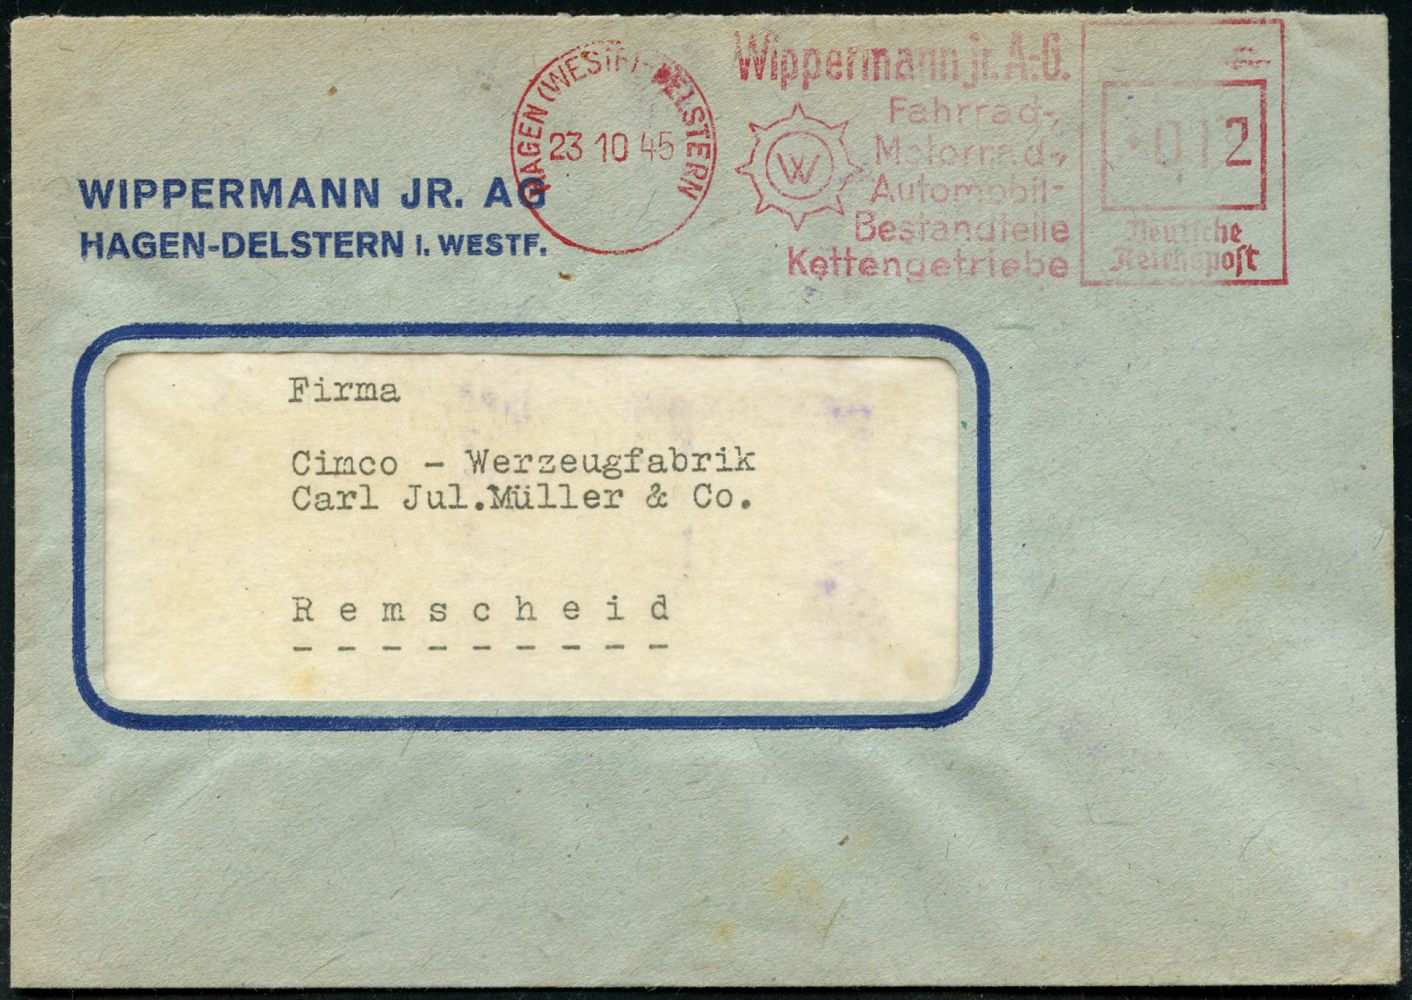 WIPPERMANN JR. AG
HAGEN-DELSTERN I. WESTF.
HAGEN (WESTF)-DELSTERN
23 10 45
Wippermann jr. A.-G.
Fahrrad-,
Motorrad-,
Automobil-
Bestandteile
Kettengetriebe
W
012
Deutsche
Reichspost
Firma
Cimco - Werzeugfabrik
Carl Jul.Müller & Co.
R e m s c h e i d
- - - - - - - - -